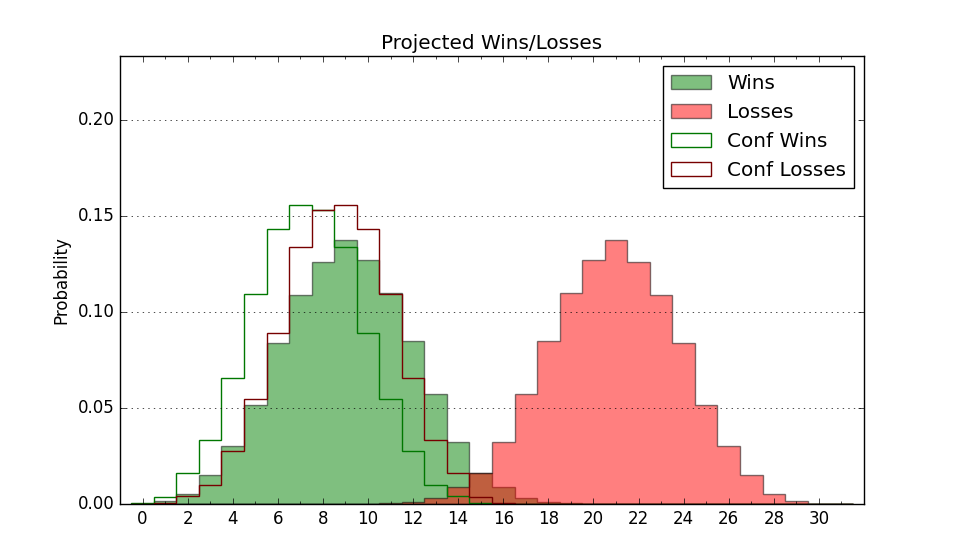 Projected Wins/Losses
Wins
Losses
Conf Wins
Conf Losses
Probability
0.20
0.15
0.10
0.05
0.00
0 2 4 6 8 10 12 14 16 18 20 22 24 26 28 30